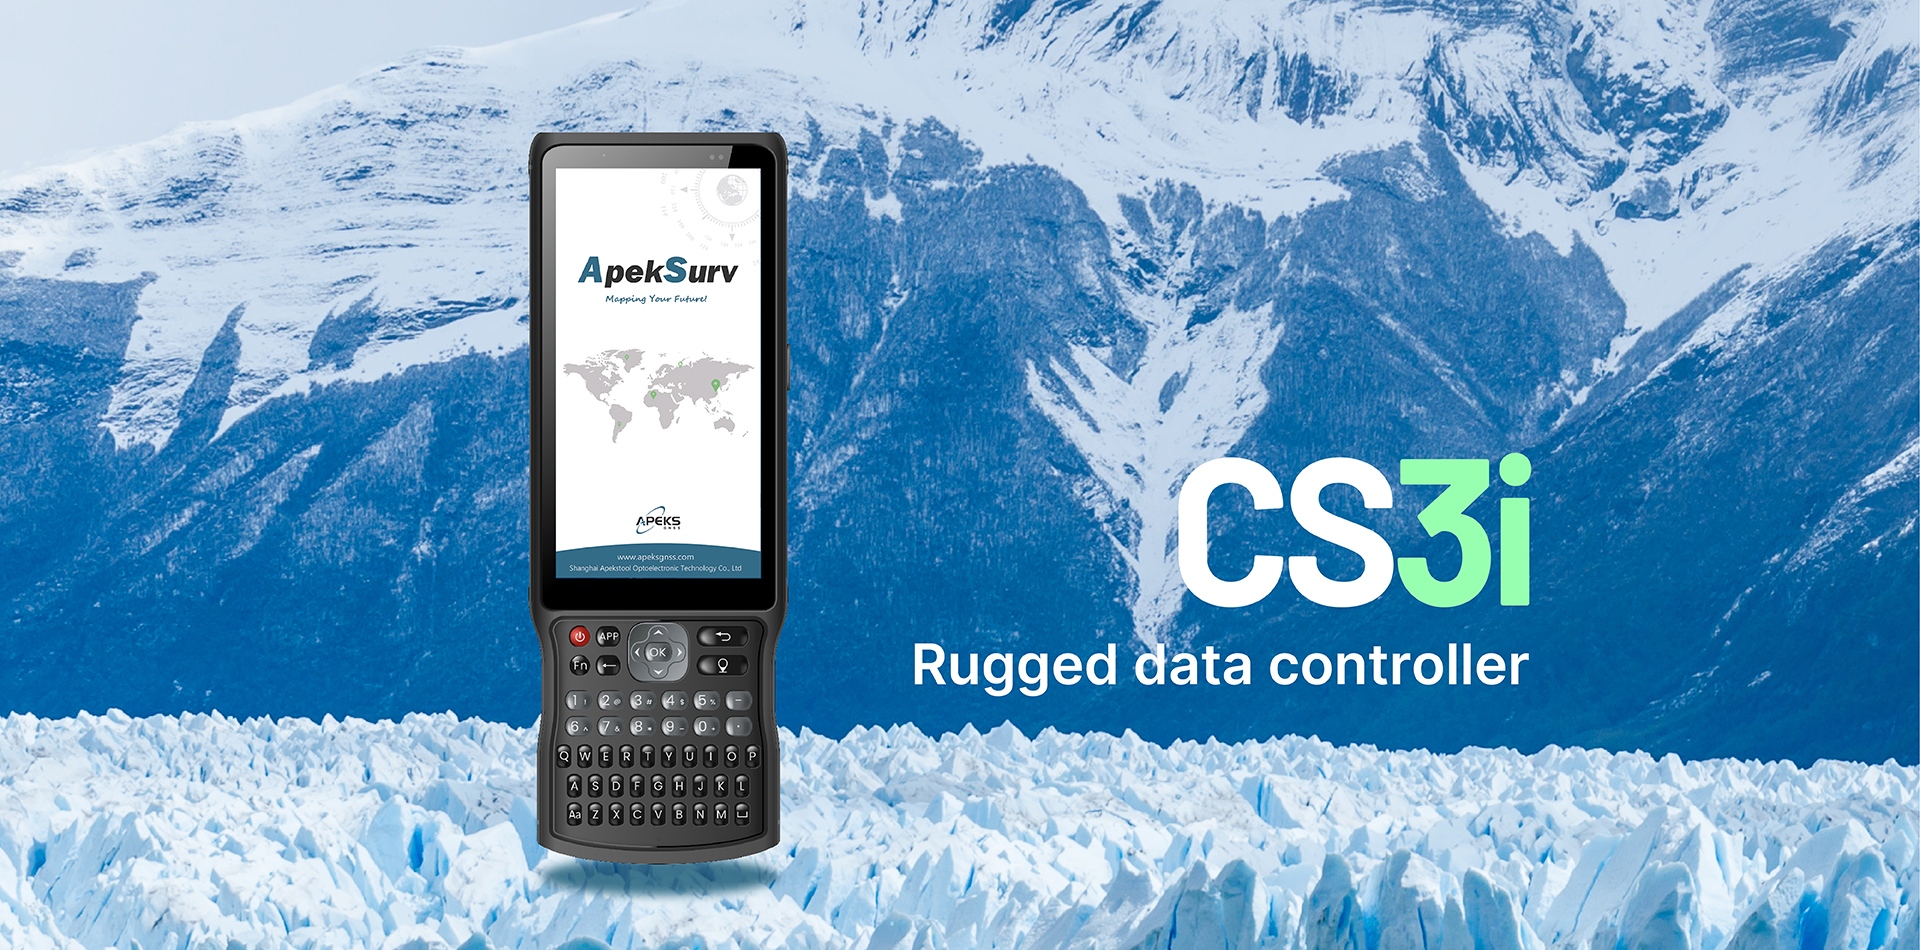 ApekSurv
Mapping Your Future!
APEKS
GNSS
www.apeksgnss.com
Shanghai Apekstool Optoelectronic Technology Co., Ltd
CS3i
Rugged data controller
APP
OK
Fn
1 ! 2 @ 3 # 4 $ 5 % -
6 ^ 7 & 8 * 9 0 .
Q W E R T Y U I O P
A S D F G H J K L
Aa Z X C V B N M